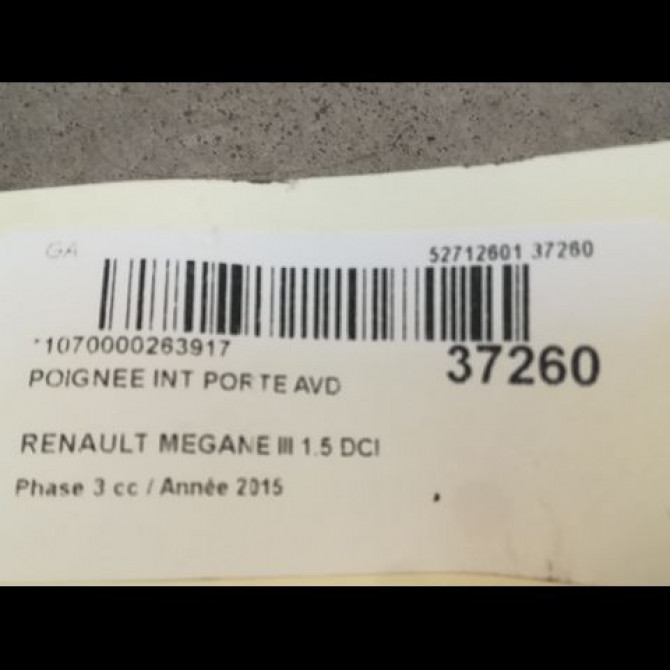 GA
52712601 37260
*1070000263917
37260
POIGNEE INT PORTE AVD
RENAULT MEGANE III 1.5 DCI
Phase 3 cc / Année 2015